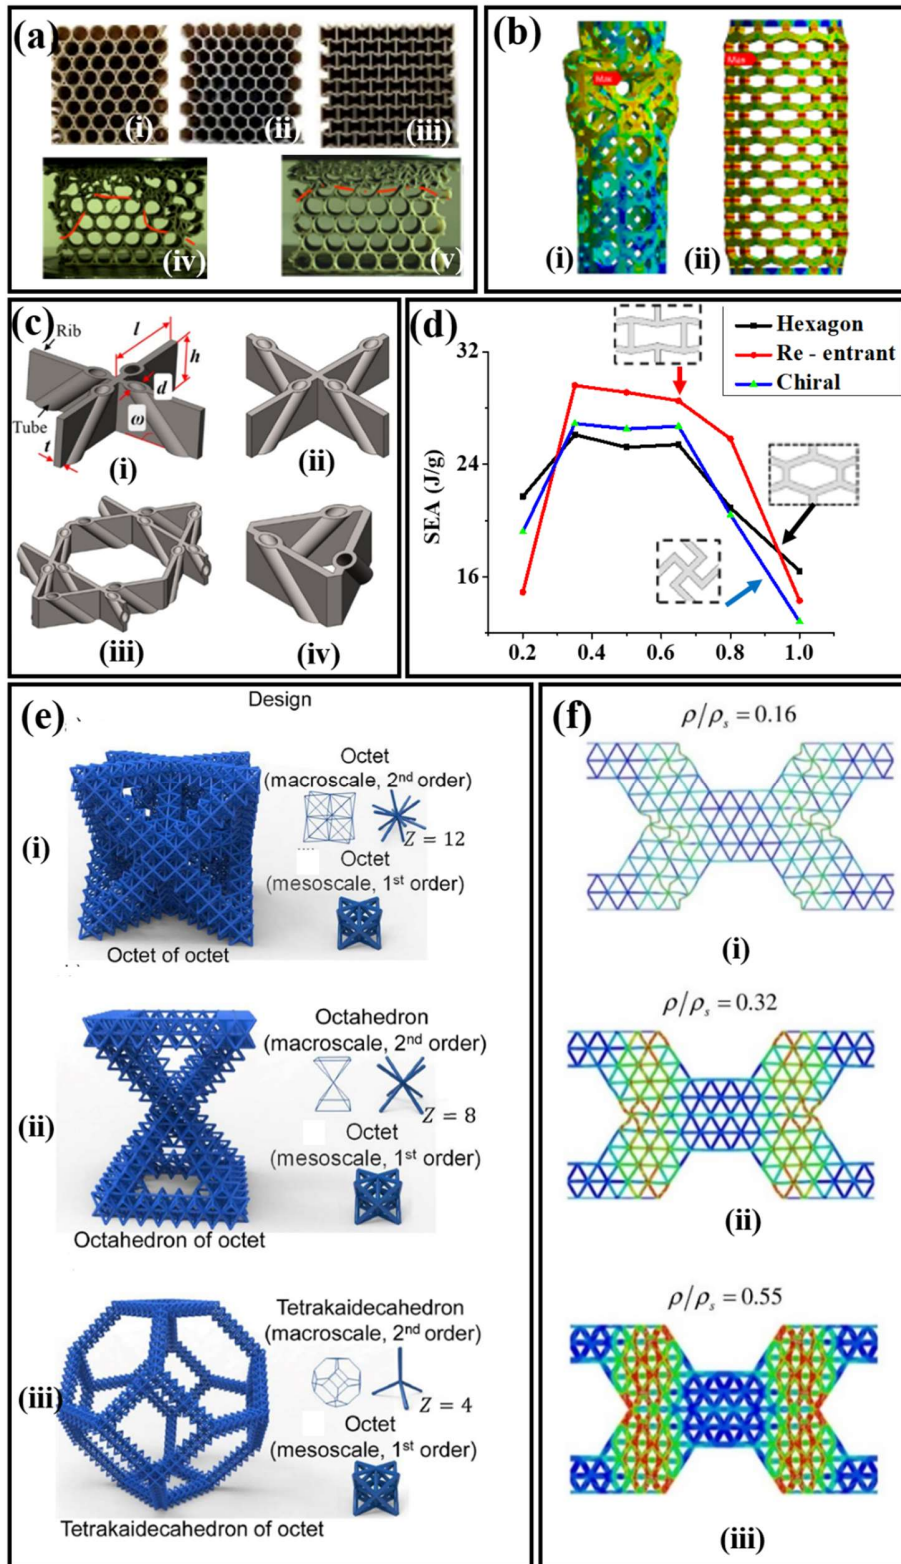 (a)
(i)
(ii)
(iii)
(iv)
(v)
(b)
Max
Max
(i)
(ii)
(c)
Rib
l
h
d
Tube
ω
t
(i)
(ii)
(iii)
(iv)
(d)
Hexagon
Re - entrant
Chiral
SEA (J/g)
32
24
16
0.2 0.4 0.6 0.8 1.0
(e)
Design
(i)
Octet
(macroscale, 2nd order)
Z = 12
Octet
(mesoscale, 1st order)
Octet of octet
(ii)
Octahedron
(macroscale, 2nd order)
Z = 8
Octet
(mesoscale, 1st order)
Octahedron of octet
(iii)
Tetrakaidecahedron
(macroscale, 2nd order)
Z = 4
Octet
(mesoscale, 1st order)
Tetrakaidecahedron of octet
(f)
ρ/ρs = 0.16
(i)
ρ/ρs = 0.32
(ii)
ρ/ρs = 0.55
(iii)